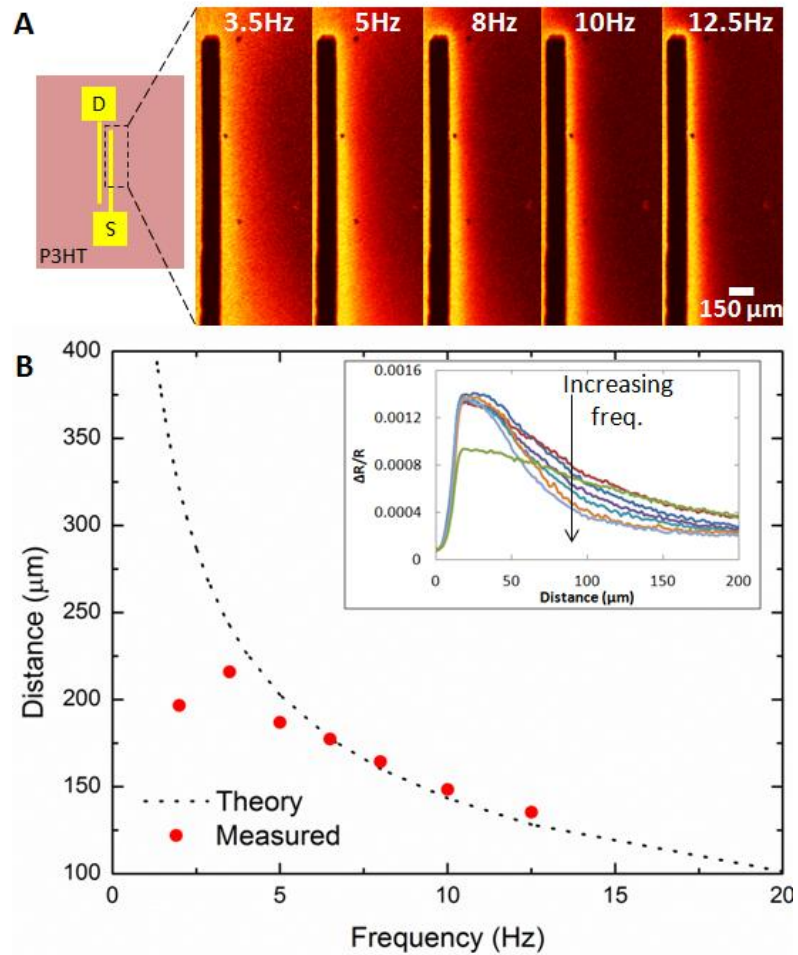 A
3.5Hz 5Hz 8Hz 10Hz 12.5Hz
D
S
P3HT
150 µm
B
400
350
300
250
200
150
100
Distance (µm)
0 5 10 15 20
Frequency (Hz)
Theory
Measured
0.0016
0.0012
0.0008
0.0004
0
ΔR/R
Increasing
freq.
0 50 100 150 200
Distance (µm)